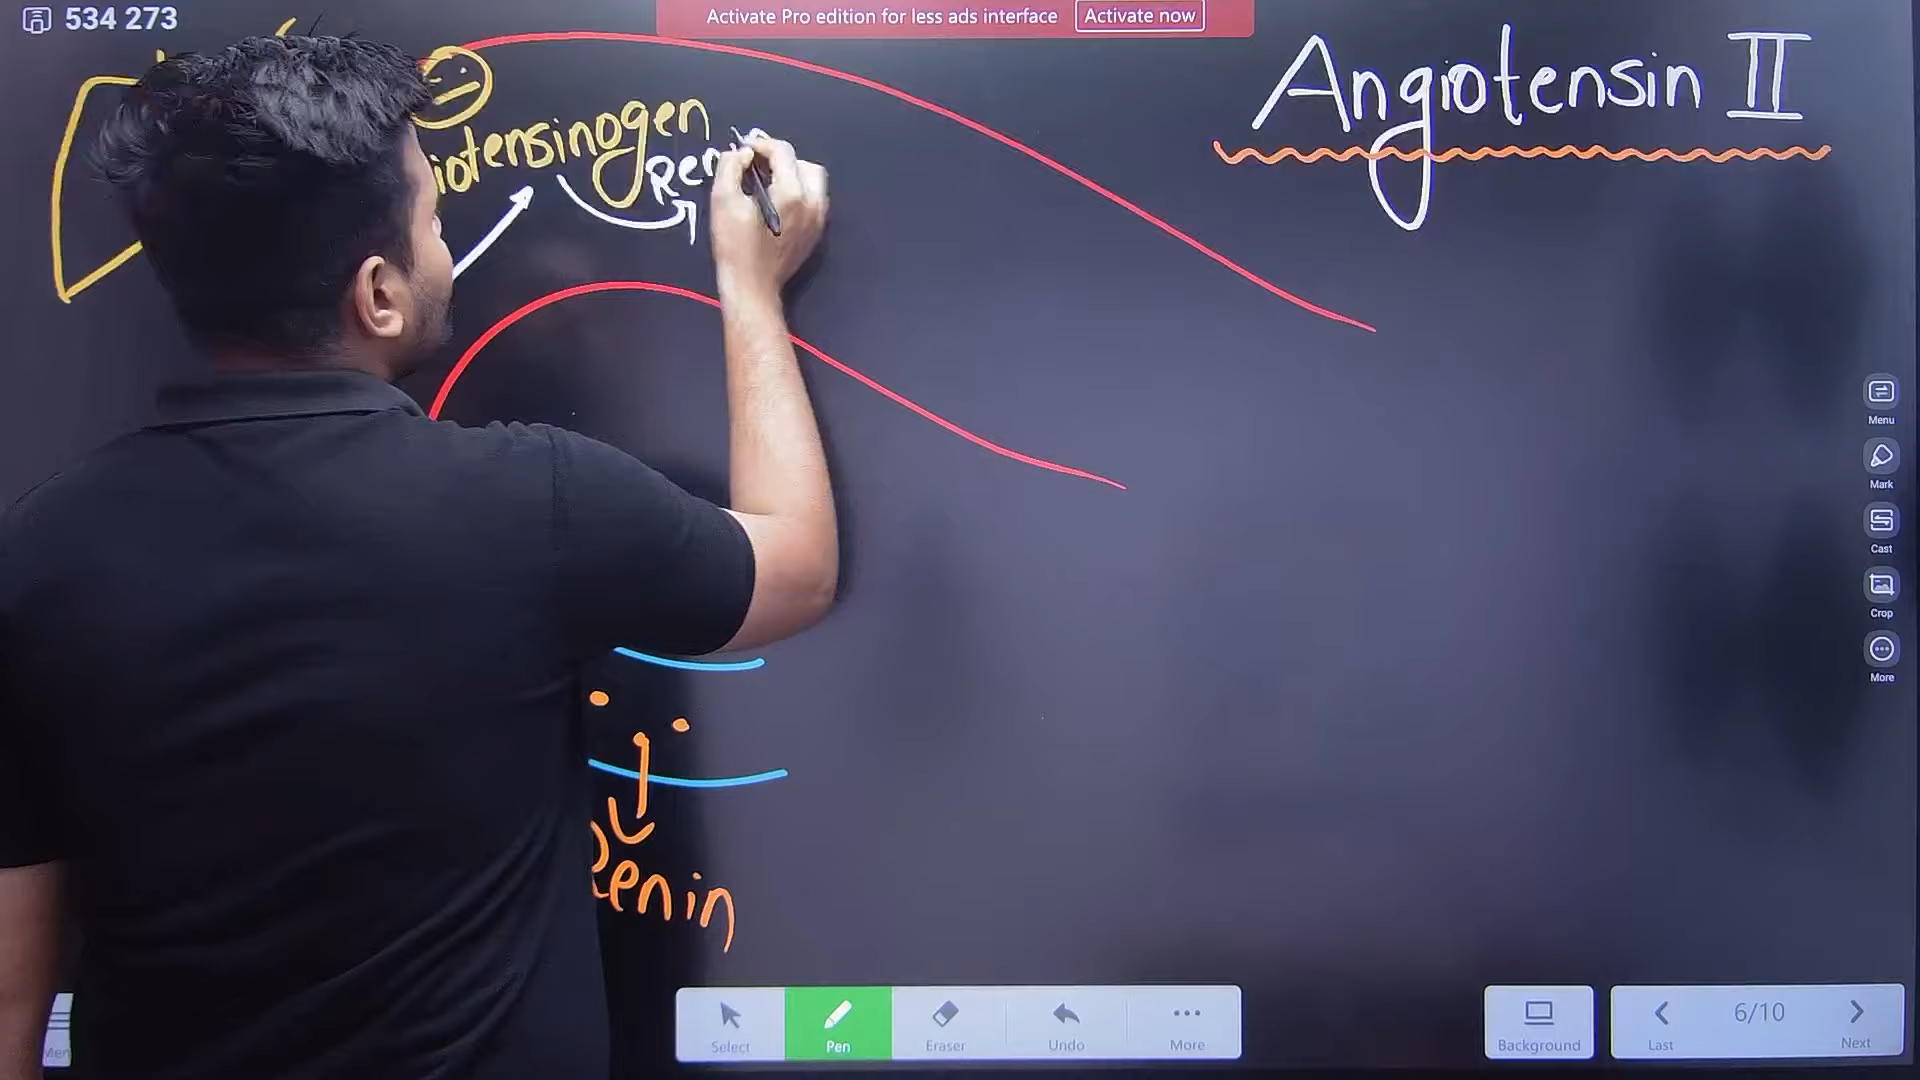 534 273
Activate Pro edition for less ads interface
Activate now
Angiotensin II
iotensinogen
Ren
Renin
Menu
Mark
Cast
Crop
More
Select
Pen
Eraser
Undo
More
Background
Last
6/10
Next